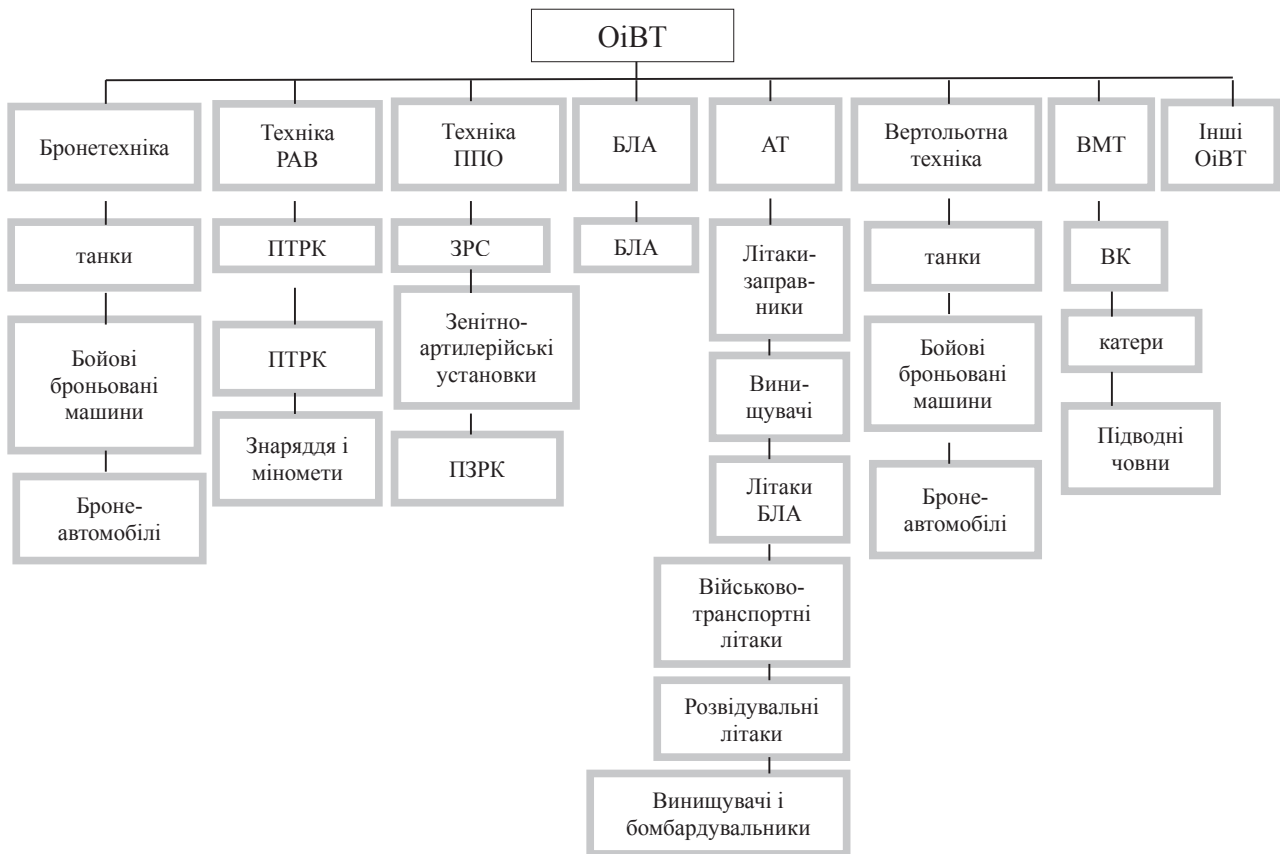 ОіВТ
Бронетехніка
Техніка
РАВ
Техніка
ППО
БЛА
АТ
Вертольотна
техніка
ВМТ
Інші
ОіВТ
танки
Бойові
броньовані
машини
Броне-
автомобілі
ПТРК
ПТРК
Знаряддя і
міномети
ЗРС
Зенітно-
артилерійські
установки
ПЗРК
БЛА
Літаки-
заправ-
ники
Вини-
щувачі
Літаки
БЛА
Військово-
транспортні
літаки
Розвідувальні
літаки
Винищувачі і
бомбардувальники
танки
Бойові
броньовані
машини
Броне-
автомобілі
ВК
катери
Підводні
човни